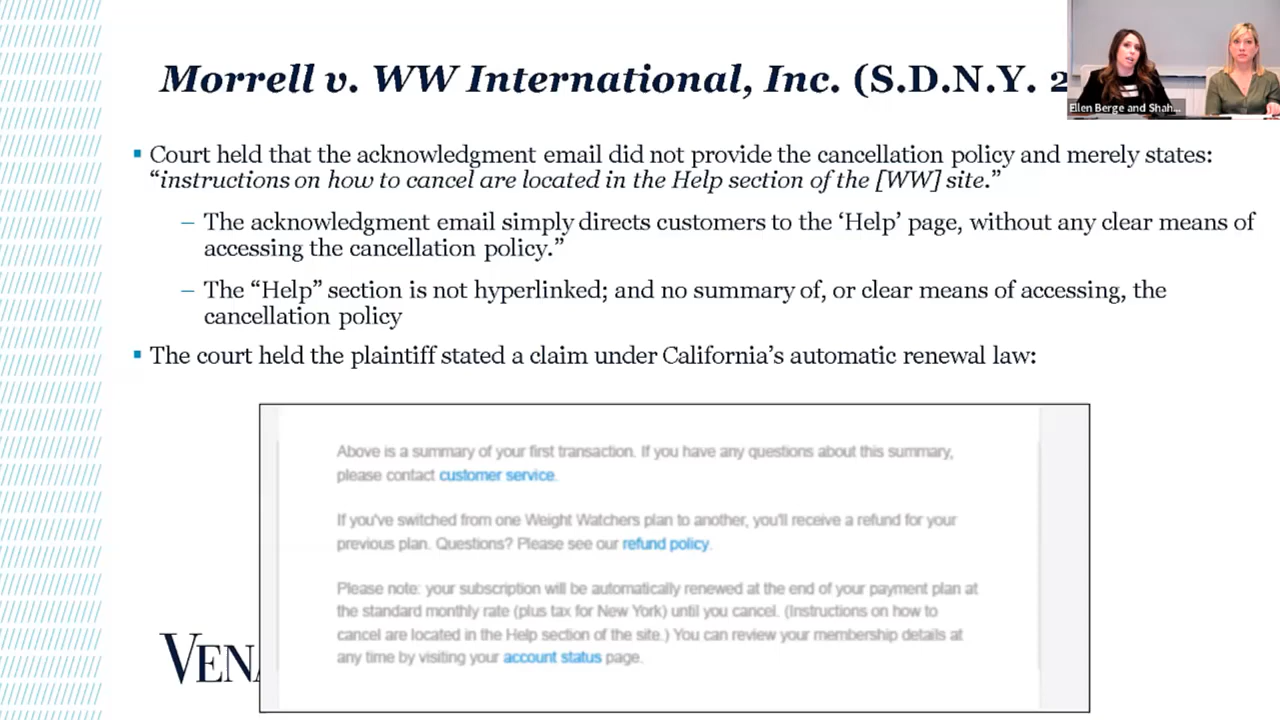 Morrell v. WW International, Inc. (S.D.N.Y. 2
Ellen Berge and Shah...
▪ Court held that the acknowledgment email did not provide the cancellation policy and merely states:
“instructions on how to cancel are located in the Help section of the [WW] site.”
– The acknowledgment email simply directs customers to the ‘Help’ page, without any clear means of
accessing the cancellation policy.”
– The “Help” section is not hyperlinked; and no summary of, or clear means of accessing, the
cancellation policy
▪ The court held the plaintiff stated a claim under California’s automatic renewal law:
Above is a summary of your first transaction. If you have any questions about this summary,
please contact customer service.
If you've switched from one Weight Watchers plan to another, you'll receive a refund for your
previous plan. Questions? Please see our refund policy.
Please note: your subscription will be automatically renewed at the end of your payment plan at
the standard monthly rate (plus tax for New York) until you cancel. (Instructions on how to
cancel are located in the Help section of the site.) You can review your membership details at
any time by visiting your account status page.
VEN